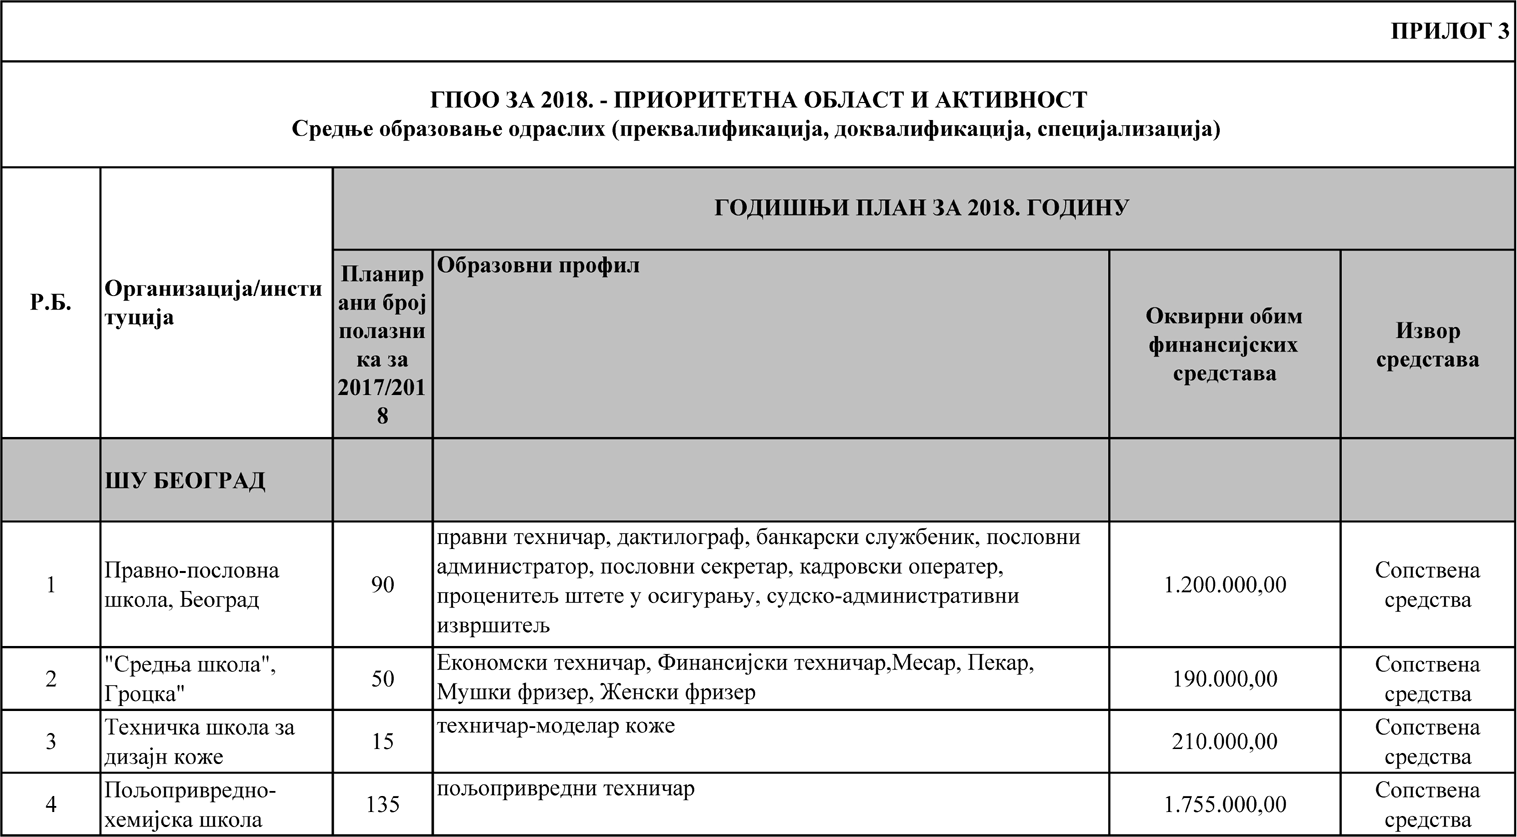 ПРИЛОГ 3
ГПОО ЗА 2018. - ПРИОРИТЕТНА ОБЛАСТ И АКТИВНОСТ
Средње образовање одраслих (преквалификација, доквалификација, специјализација)
Р.Б.
Организација/инсти
туција
ГОДИШЊИ ПЛАН ЗА 2018. ГОДИНУ
Планир
ани број
полазни
ка за
2017/201
8
Образовни профил
Оквирни обим
финансијских
средстава
Извор
средстава
ШУ БЕОГРАД
1
Правно-пословна
школа, Београд
90
правни техничар, дактилограф, банкарски службеник, пословни
администратор, пословни секретар, кадровски оператер,
проценитељ штете у осигурању, судско-административни
извршитељ
1.200.000,00
Сопствена
средства
2
"Средња школа",
Гроцка"
50
Економски техничар, Финансијски техничар,Месар, Пекар,
Мушки фризер, Женски фризер
190.000,00
Сопствена
средства
3
Техничка школа за
дизајн коже
15
техничар-моделар коже
210.000,00
Сопствена
средства
4
Пољопривредно-
хемијска школа
135
пољопривредни техничар
1.755.000,00
Сопствена
средства